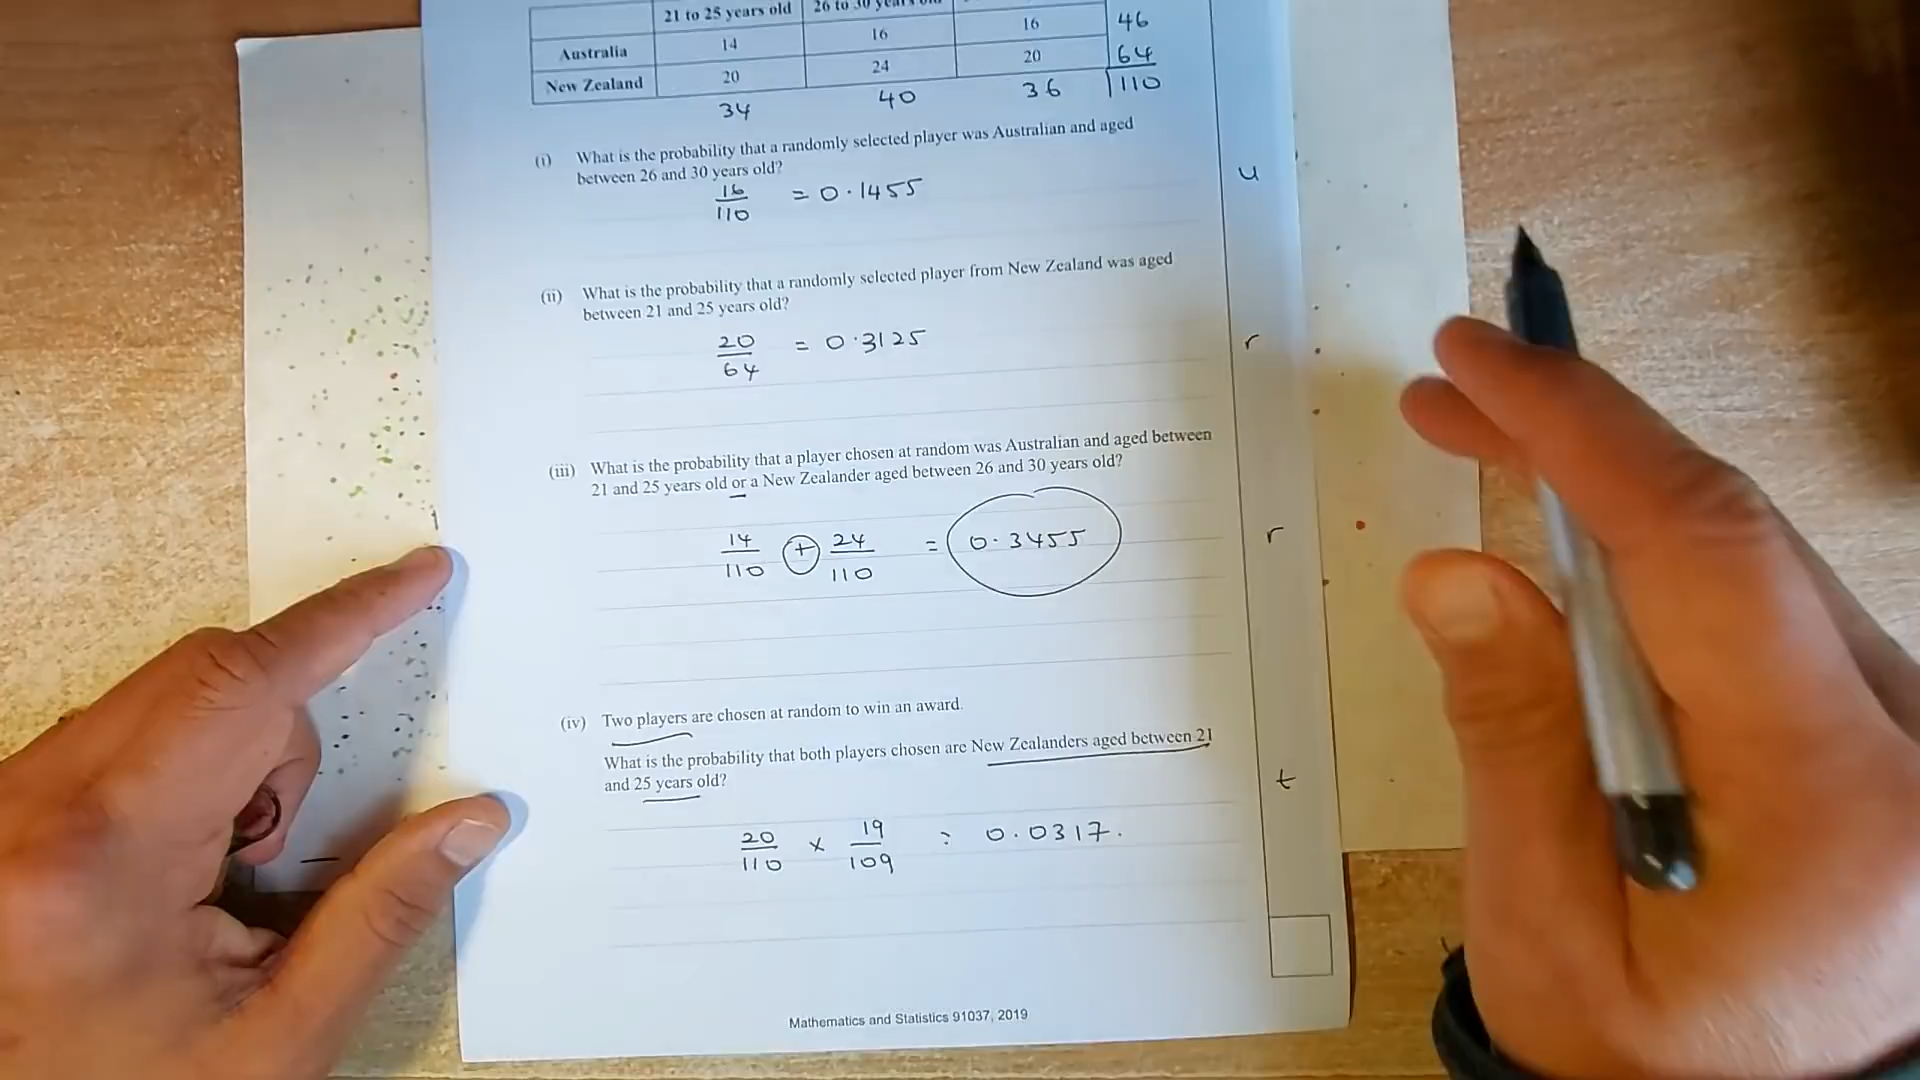 21 to 25 years old 26 to 30 years old
16 46
Australia 14 16
20 64
New Zealand 20 24
34 40 36 110
(i) What is the probability that a randomly selected player was Australian and aged
between 26 and 30 years old?
u
16
110
= 0.1455
(ii) What is the probability that a randomly selected player from New Zealand was aged
between 21 and 25 years old?
r
20
64
= 0.3125
(iii) What is the probability that a player chosen at random was Australian and aged between
21 and 25 years old or a New Zealander aged between 26 and 30 years old?
r
14 + 24 = 0.3455
110 110
(iv) Two players are chosen at random to win an award.
What is the probability that both players chosen are New Zealanders aged between 21
and 25 years old?
t
20 x 19 = 0.0317.
110 109
Mathematics and Statistics 91037, 2019